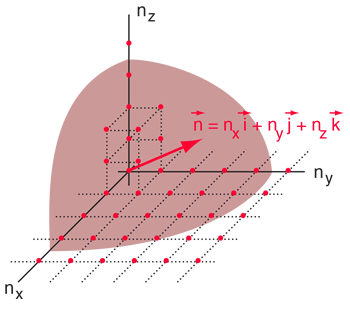 n_z
n⃗ = n_x i⃗ + n_y j⃗ + n_z k⃗
n_y
n_x